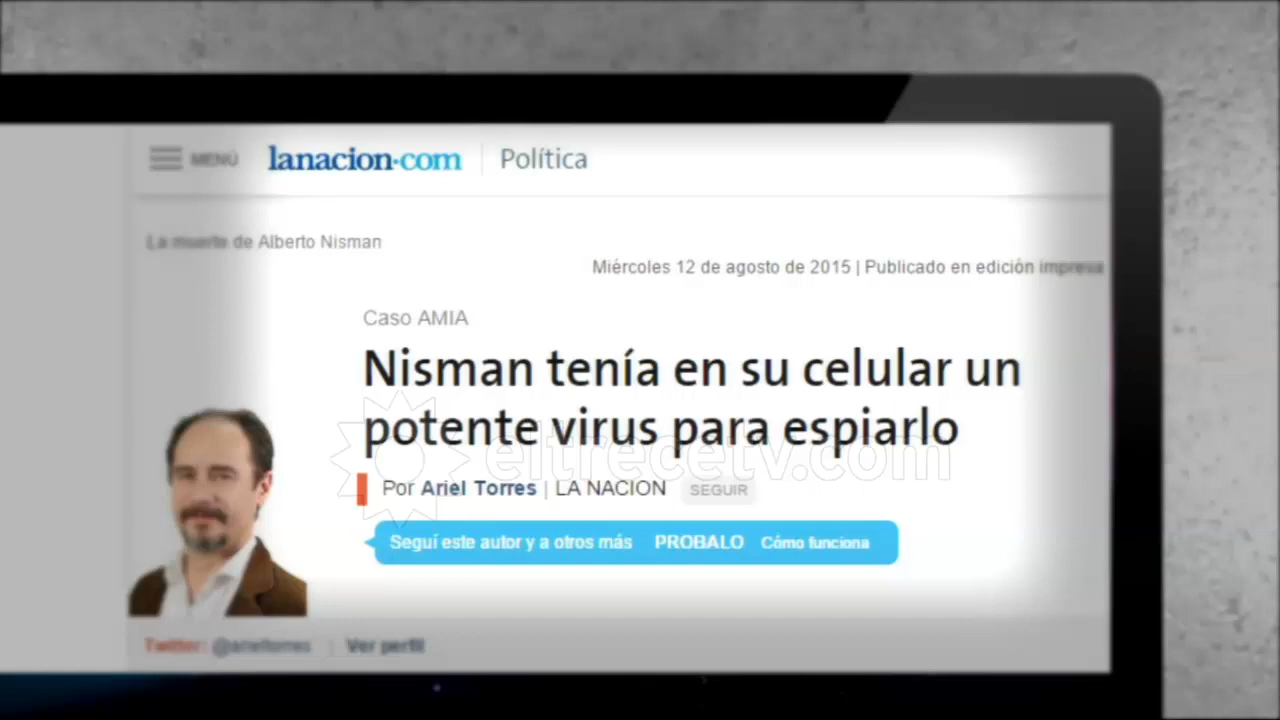 MENÚ lanacion.com Política
La muerte de Alberto Nisman
Miércoles 12 de agosto de 2015 | Publicado en edición impresa
Caso AMIA
Nisman tenía en su celular un
potente virus para espiarlo
eltrecetv.com
Por Ariel Torres | LA NACION SEGUIR
Seguí este autor y a otros más PROBALO Cómo funciona
Twitter: @arieltorres | Ver perfil